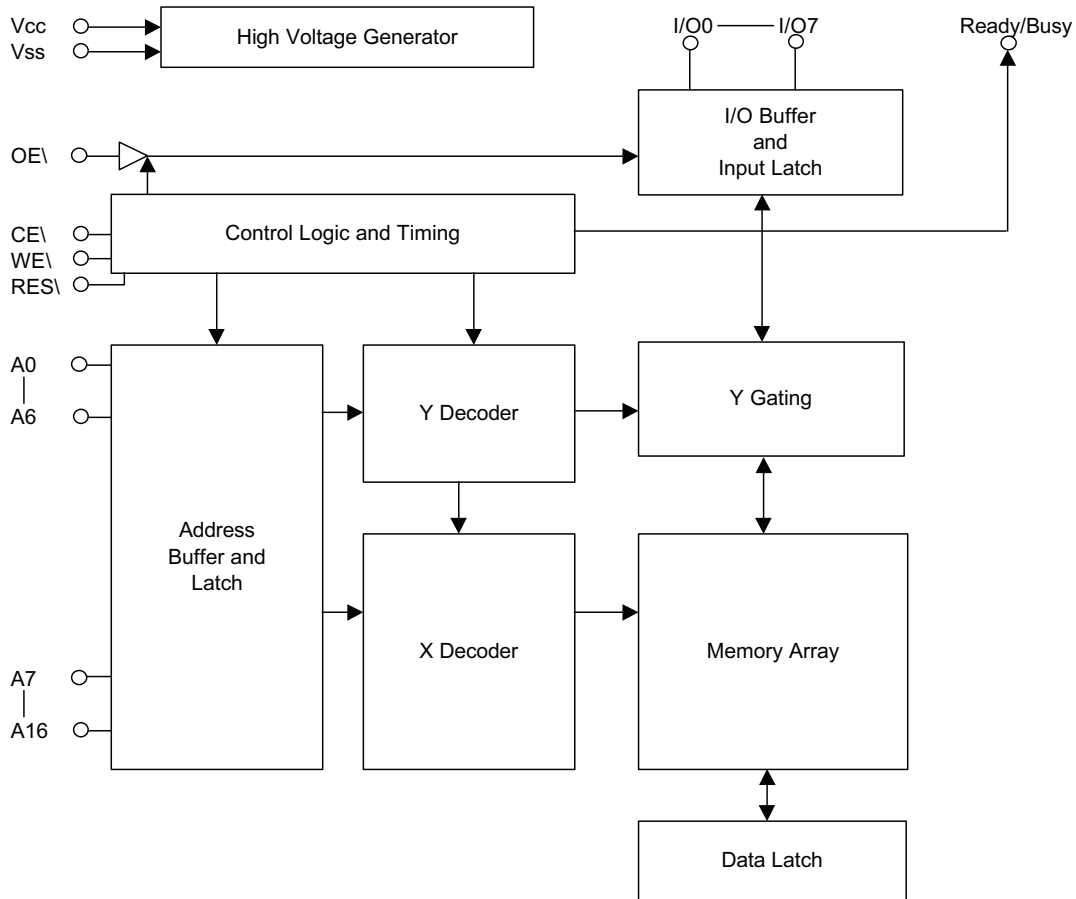 Vcc
Vss
High Voltage Generator
I/O0
I/O7
Ready/Busy
I/O Buffer
and
Input Latch
OE\
Control Logic and Timing
CE\
WE\
RES\
A0
A6
Y Decoder
Y Gating
Address
Buffer and
Latch
X Decoder
Memory Array
A7
A16
Data Latch